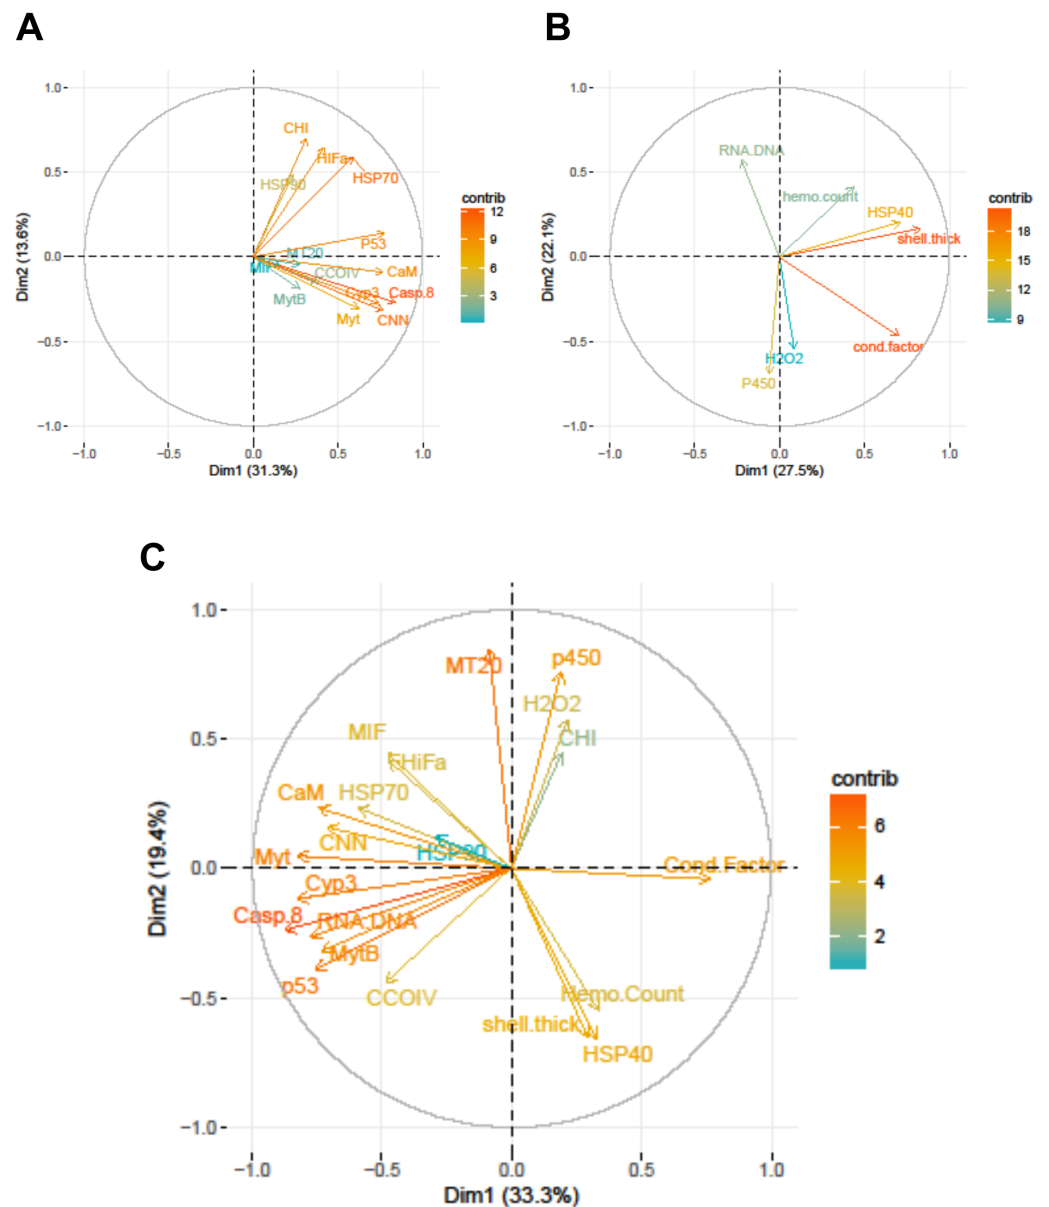 A
1.0
0.5
0.0
−0.5
−1.0
Dim2 (13.6%)
CHI
HIFa
HSP70
HSP90
P53
MT20
MIF
CCOIV
CaM
Cyp3
Casp.8
MytB
Myt
CNN
−1.0 −0.5 0.0 0.5 1.0
Dim1 (31.3%)
contrib
12
9
6
3
B
1.0
0.5
0.0
−0.5
−1.0
Dim2 (22.1%)
RNA.DNA
hemo.count
HSP40
shell.thick
cond.factor
H2O2
P450
−1.0 −0.5 0.0 0.5 1.0
Dim1 (27.5%)
contrib
18
15
12
9
C
1.0
0.5
0.0
−0.5
−1.0
Dim2 (19.4%)
MT20
p450
H2O2
CHI
MIF
HiFa
CaM
HSP70
CNN
HSP90
Myt
Cond.Factor
Cyp3
Casp.8
RNA.DNA
MytB
p53
CCOIV
Hemo.Count
shell.thick
HSP40
−1.0 −0.5 0.0 0.5 1.0
Dim1 (33.3%)
contrib
6
4
2